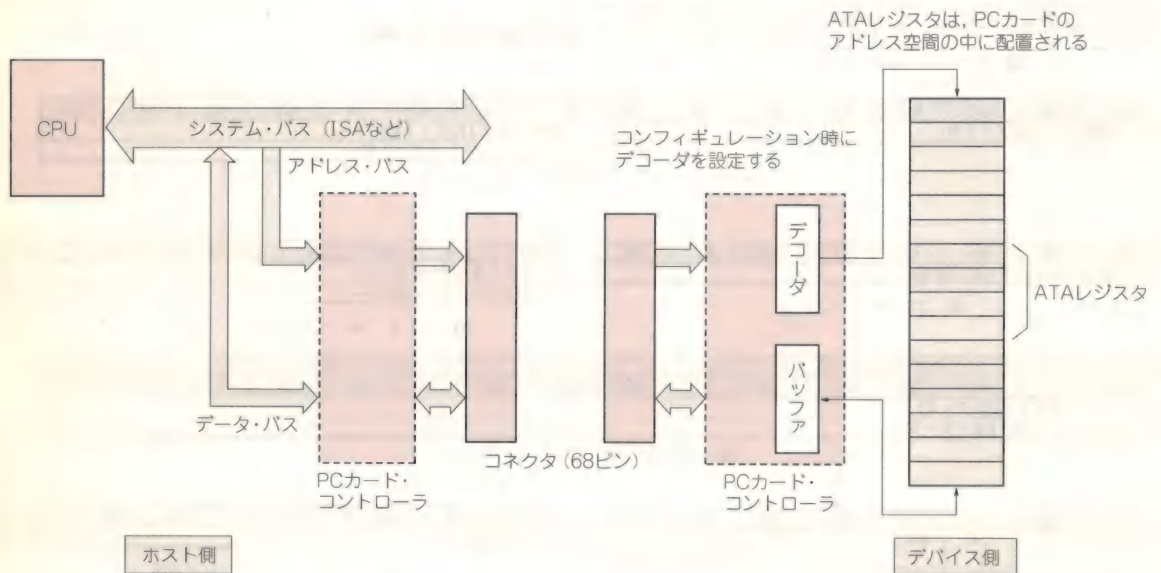 ATAレジスタは，PCカードの
アドレス空間の中に配置される
CPU
システム・バス（ISAなど）
アドレス・バス
コンフィギュレーション時に
デコーダを設定する
デコーダ
ATAレジスタ
バッファ
データ・バス
コネクタ（68ピン）
PCカード・
コントローラ
PCカード・
コントローラ
ホスト側
デバイス側